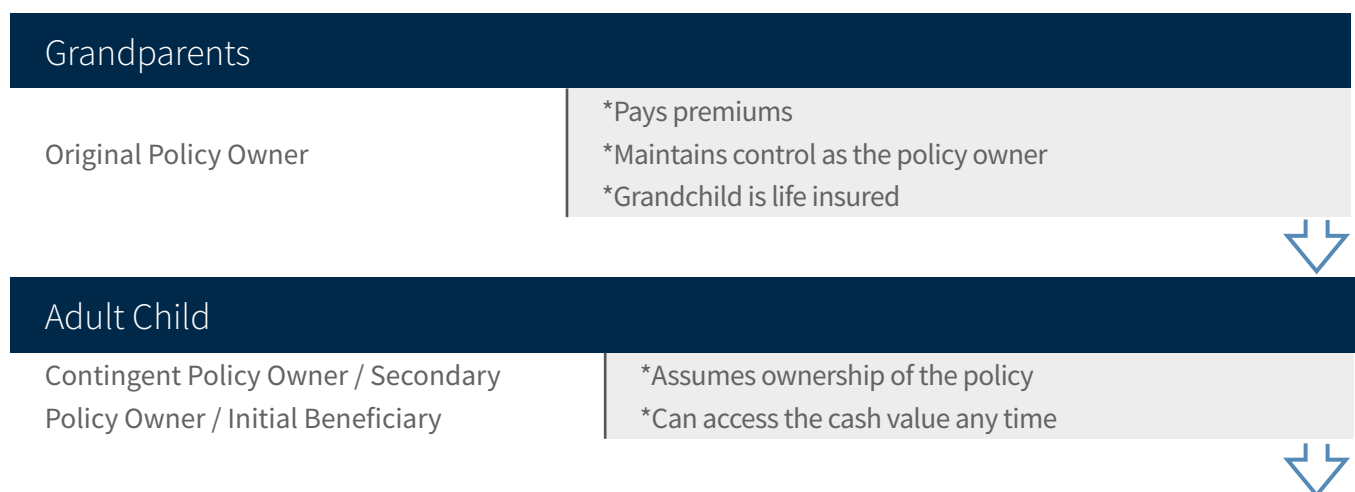 Grandparents
Original Policy Owner
*Pays premiums
*Maintains control as the policy owner
*Grandchild is life insured
Adult Child
Contingent Policy Owner / Secondary
Policy Owner / Initial Beneficiary
*Assumes ownership of the policy
*Can access the cash value any time